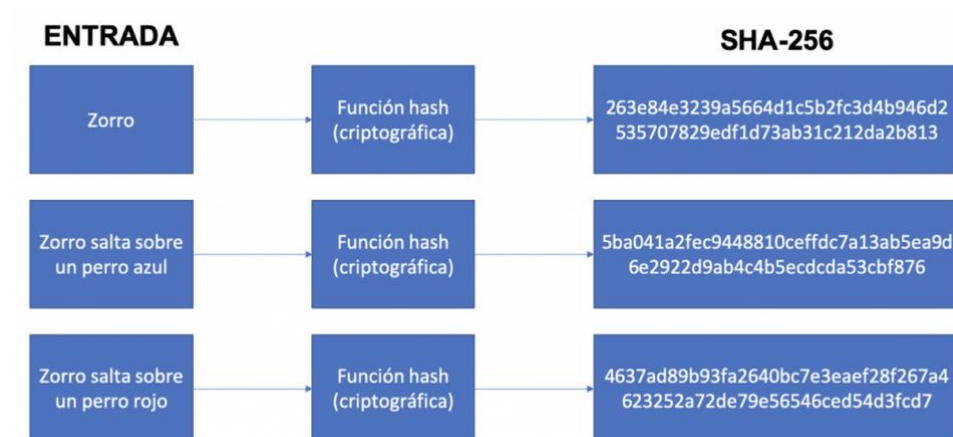 ENTRADA
SHA-256
Zorro
Función hash
(criptográfica)
263e84e3239a5664d1c5b2fc3d4b946d2
535707829edf1d73ab31c212da2b813
Zorro salta sobre
un perro azul
Función hash
(criptográfica)
5ba041a2fec9448810ceffdc7a13ab5ea9d
6e2922d9ab4c4b5ecdcda53cbf876
Zorro salta sobre
un perro rojo
Función hash
(criptográfica)
4637ad89b93fa2640bc7e3eaef28f267a4
623252a72de79e56546ced54d3fcd7